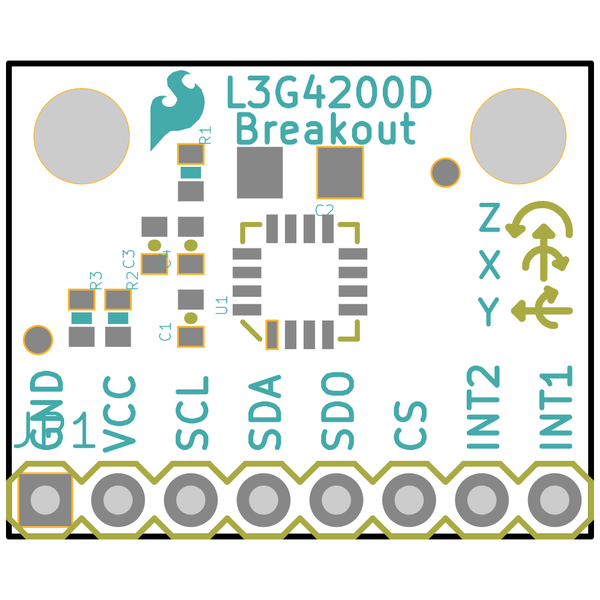 L3G4200D
Breakout
R1
C2
Z
C3
C4
X
R3
R2
U1
Y
C1
GND
VCC
SCL
SDA
SDO
CS
INT2
INT1
JP1